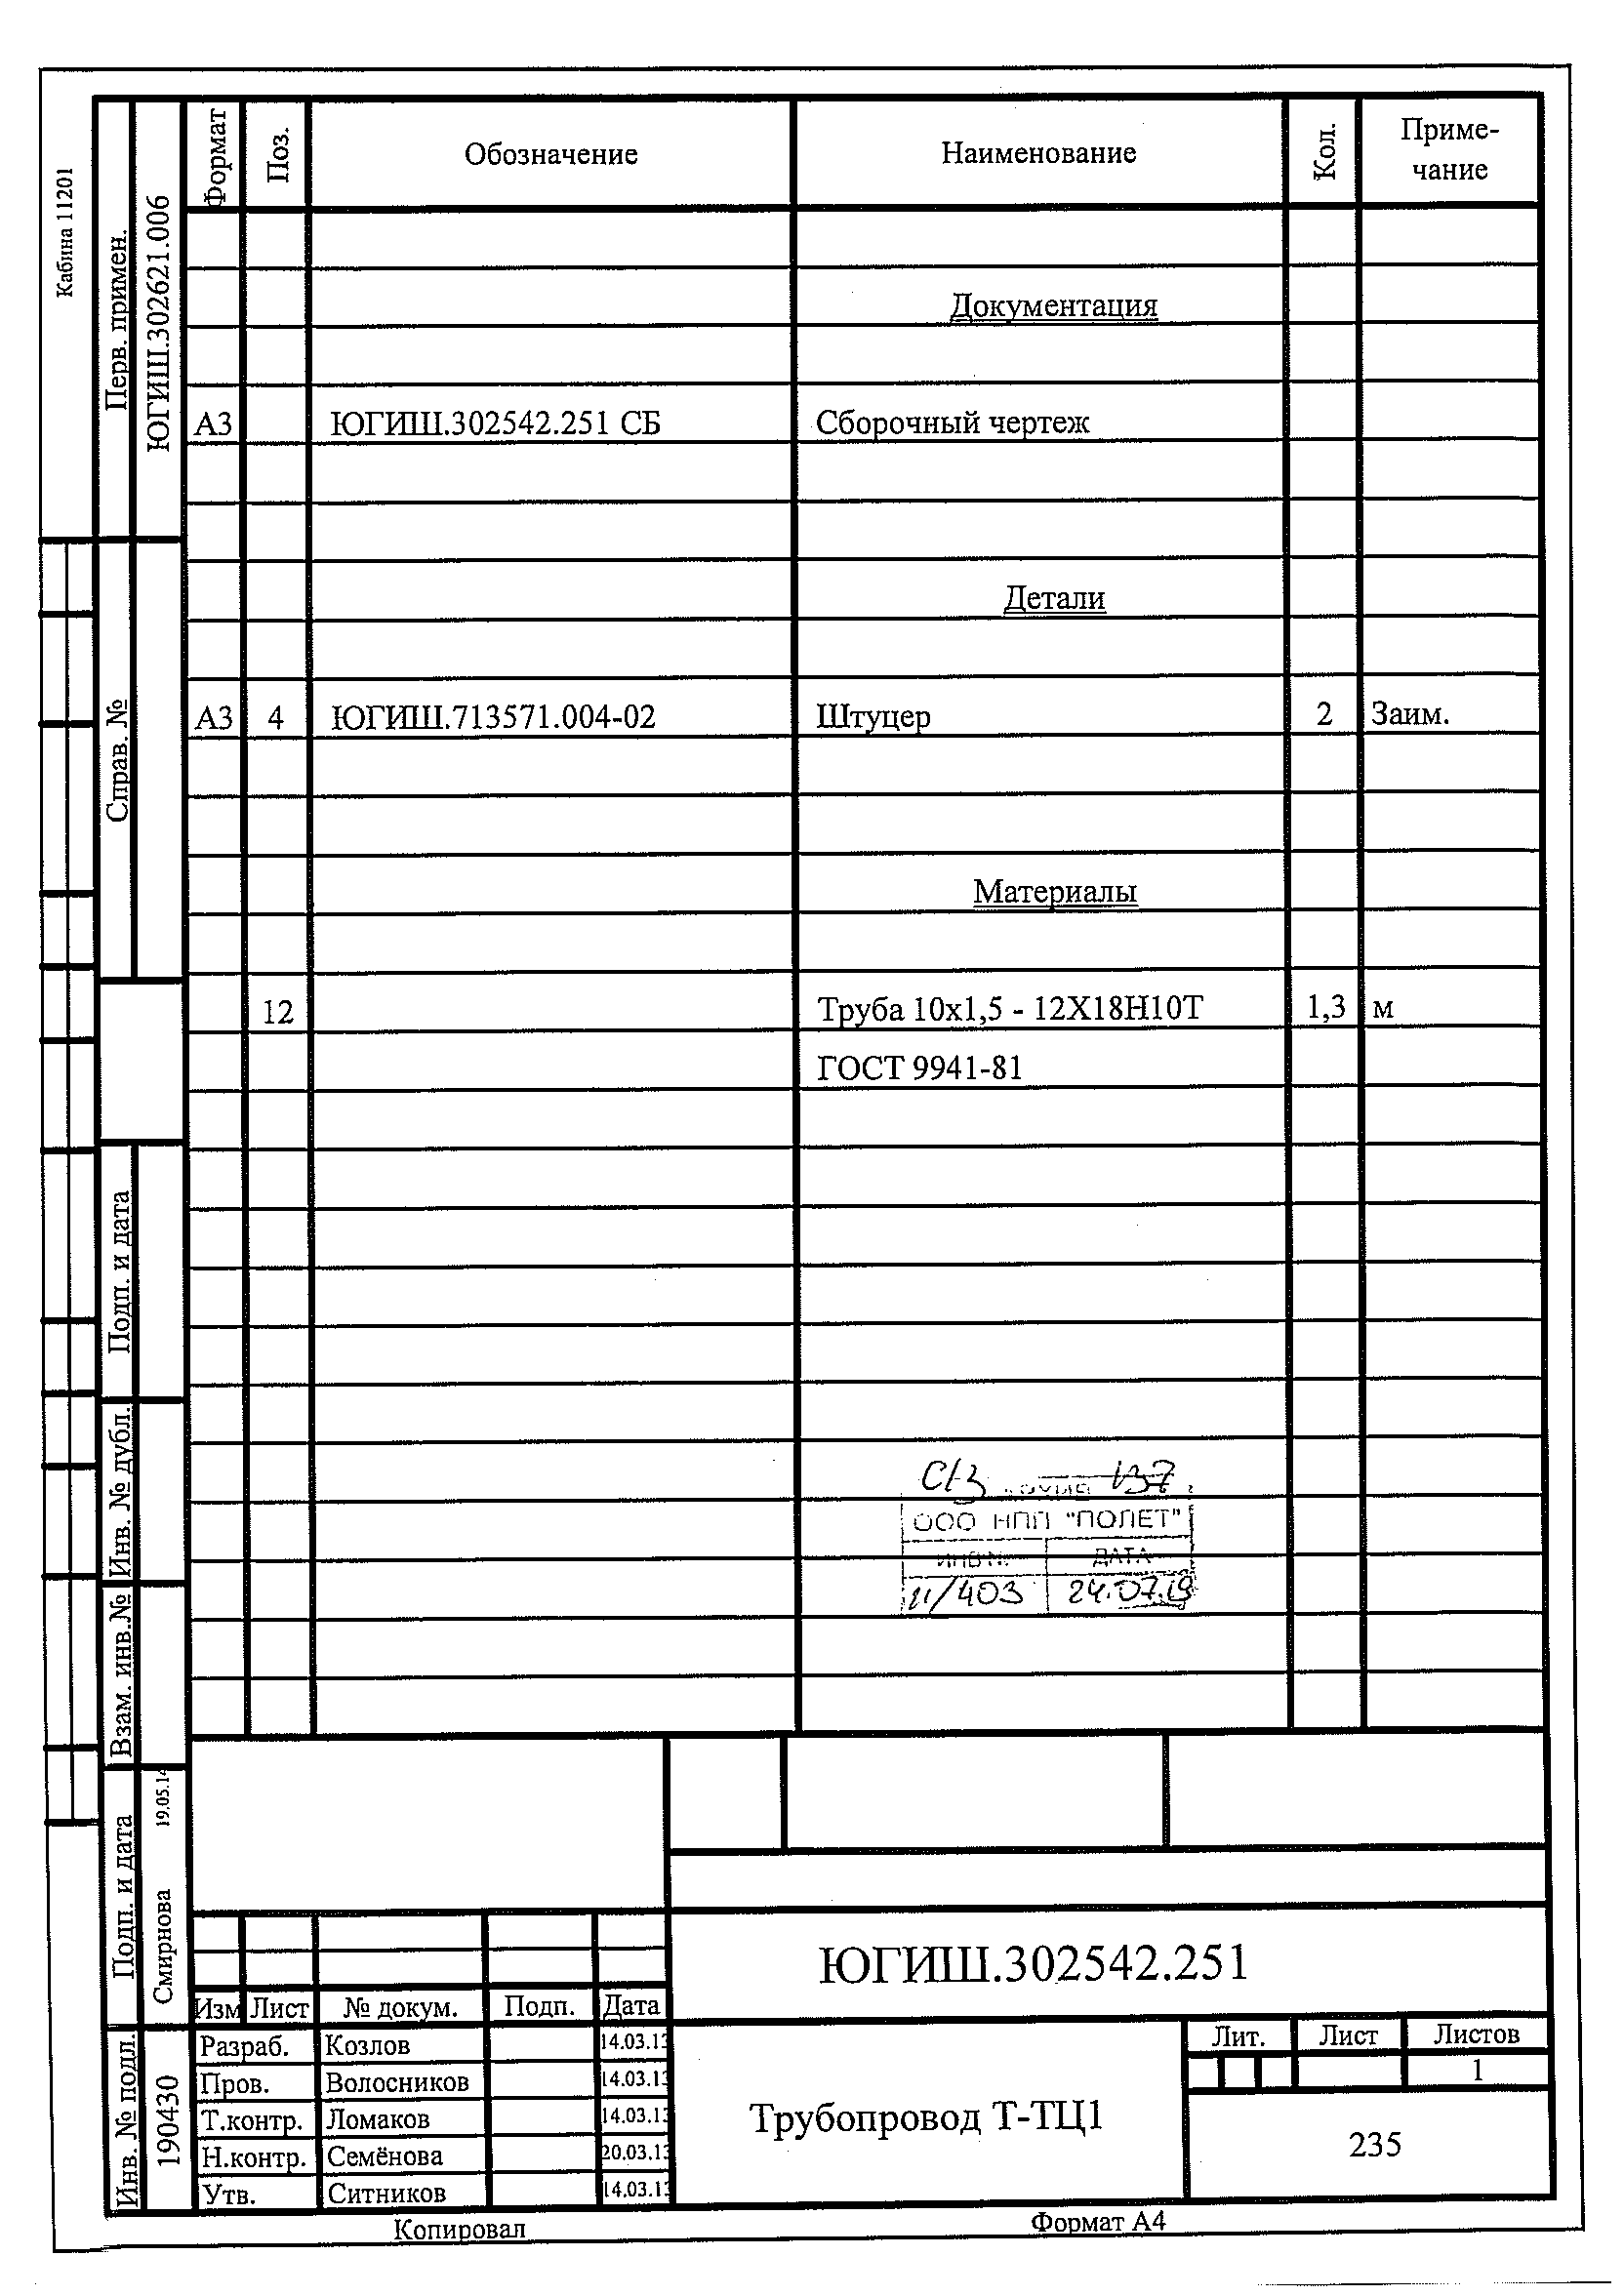 Кабина 11201
Перв. примен.
ЮГИШ.302621.006
Справ. №
Подп. и дата
Инв. № дубл.
Взам. инв.№
Подп. и дата
Смирнова 19.05.14
Инв. № подл.
190430
Формат Поз. Обозначение Наименование Кол. Приме-
чание
Документация
А3 ЮГИШ.302542.251 СБ Сборочный чертеж
Детали
А3 4 ЮГИШ.713571.004-02 Штуцер 2 Заим.
Материалы
12 Труба 10х1,5 - 12Х18Н10Т 1,3 м
ГОСТ 9941-81
137
ООО НПП "ПОЛЕТ"
ИНВ N. ДАТА
11/403 24.07.19
ЮГИШ.302542.251
Изм Лист № докум. Подп. Дата
Разраб. Козлов 14.03.13
Пров. Волосников 14.03.13
Т.контр. Ломаков 14.03.13
Н.контр. Семёнова 20.03.13
Утв. Ситников 14.03.13
Трубопровод Т-ТЦ1
Лит. Лист Листов
1
235
Копировал Формат А4